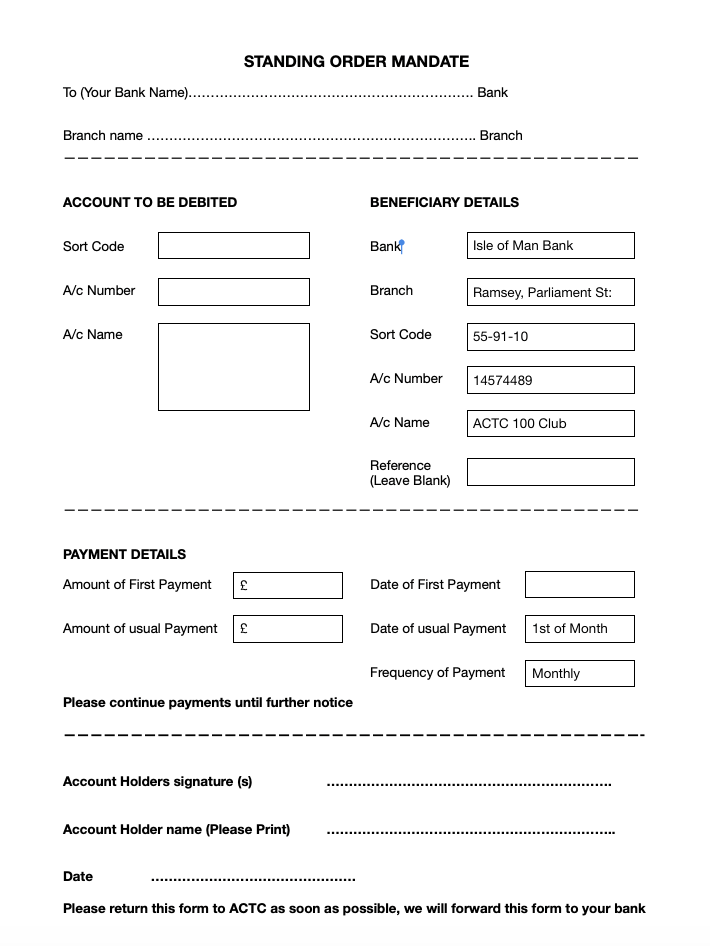 STANDING ORDER MANDATE
To (Your Bank Name)………………………………………………………. Bank
Branch name ……………………………………………………………….. Branch
— — — — — — — — — — — — — — — — — — — — — — — — — — — — — — — — — —
ACCOUNT TO BE DEBITED BENEFICIARY DETAILS
Sort Code Bank Isle of Man Bank
A/c Number Branch Ramsey, Parliament St:
A/c Name Sort Code 55-91-10
A/c Number 14574489
A/c Name ACTC 100 Club
Reference
(Leave Blank)
— — — — — — — — — — — — — — — — — — — — — — — — — — — — — — — — — —
PAYMENT DETAILS
Amount of First Payment £ Date of First Payment
Amount of usual Payment £ Date of usual Payment 1st of Month
Frequency of Payment Monthly
Please continue payments until further notice
— — — — — — — — — — — — — — — — — — — — — — — — — — — — — — — — — -
Account Holders signature (s) ……………………………………………………….
Account Holder name (Please Print) ………………………………………………………..
Date ……………………………………….
Please return this form to ACTC as soon as possible, we will forward this form to your bank